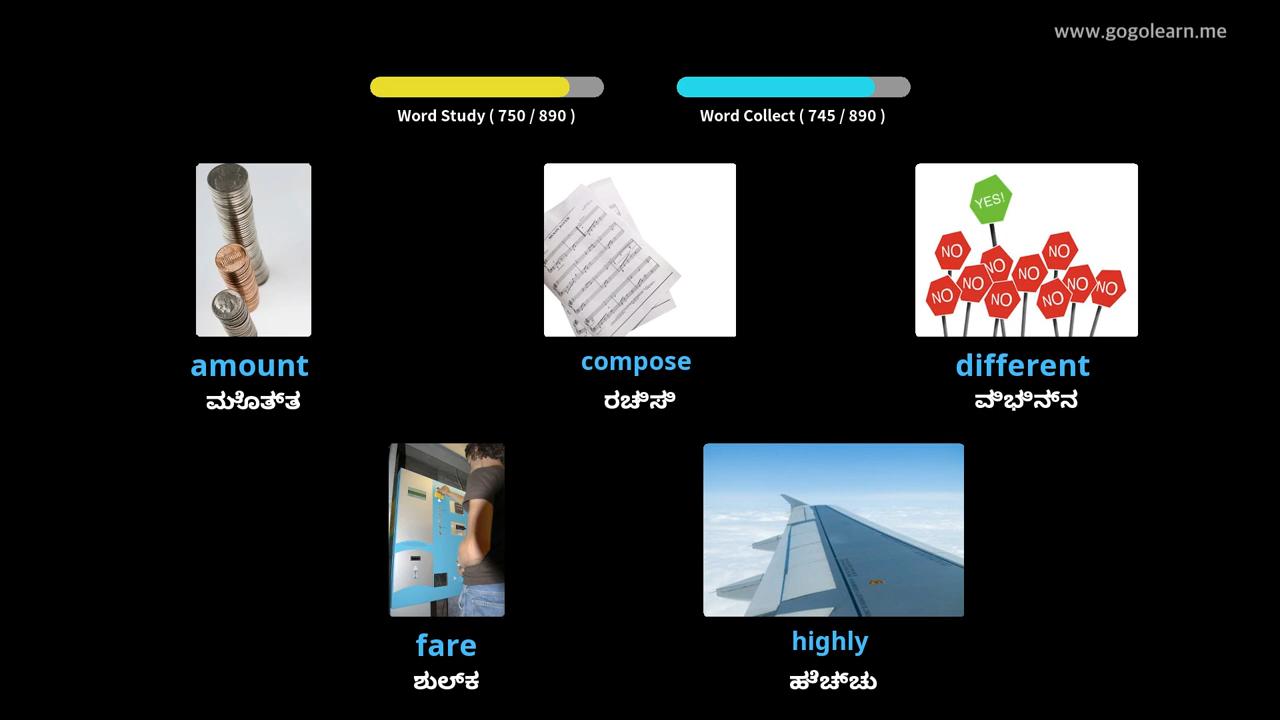 www.gogolearn.me
Word Study ( 750 / 890 )
Word Collect ( 745 / 890 )
YES!
NO
NO
NO
NO
NO
NO
NO
NO
NO
NO
amount
ಮೊತ್ತ
compose
ರಚಿಸಿ
different
ವಿಭಿನ್ನ
fare
ಶುಲ್ಕ
highly
ಹೆಚ್ಚು